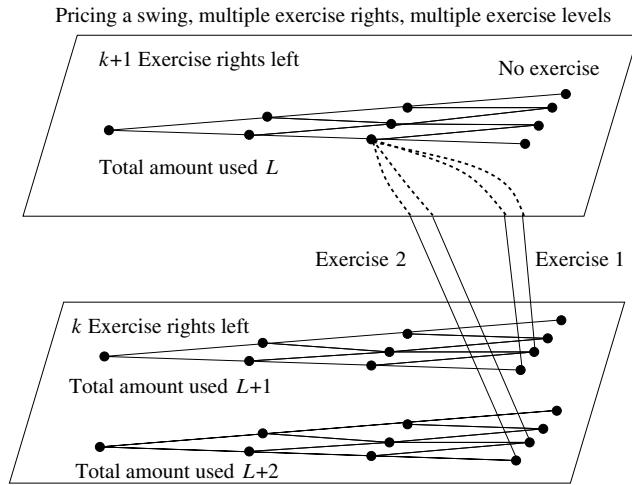 Pricing a swing, multiple exercise rights, multiple exercise levels
k+1 Exercise rights left
No exercise
Total amount used L
Exercise 2
Exercise 1
k Exercise rights left
Total amount used L+1
Total amount used L+2